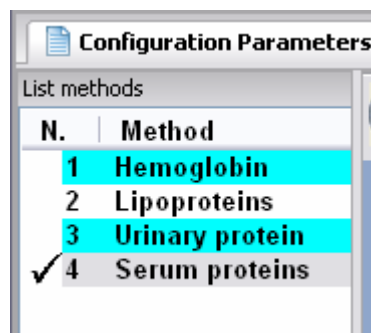 Configuration Parameters
List methods
N. Method
1 Hemoglobin
2 Lipoproteins
3 Urinary protein
4 Serum proteins